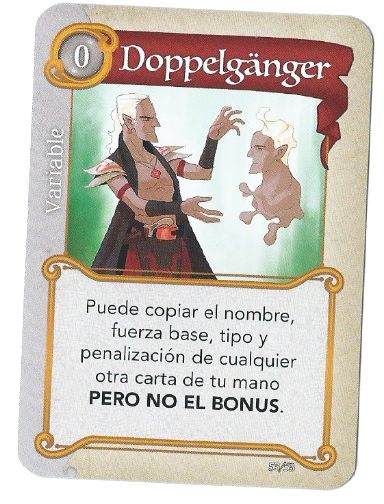 0 Doppelgänger
Variable
Puede copiar el nombre,
fuerza base, tipo y
penalización de cualquier
otra carta de tu mano
PERO NO EL BONUS.
53/53